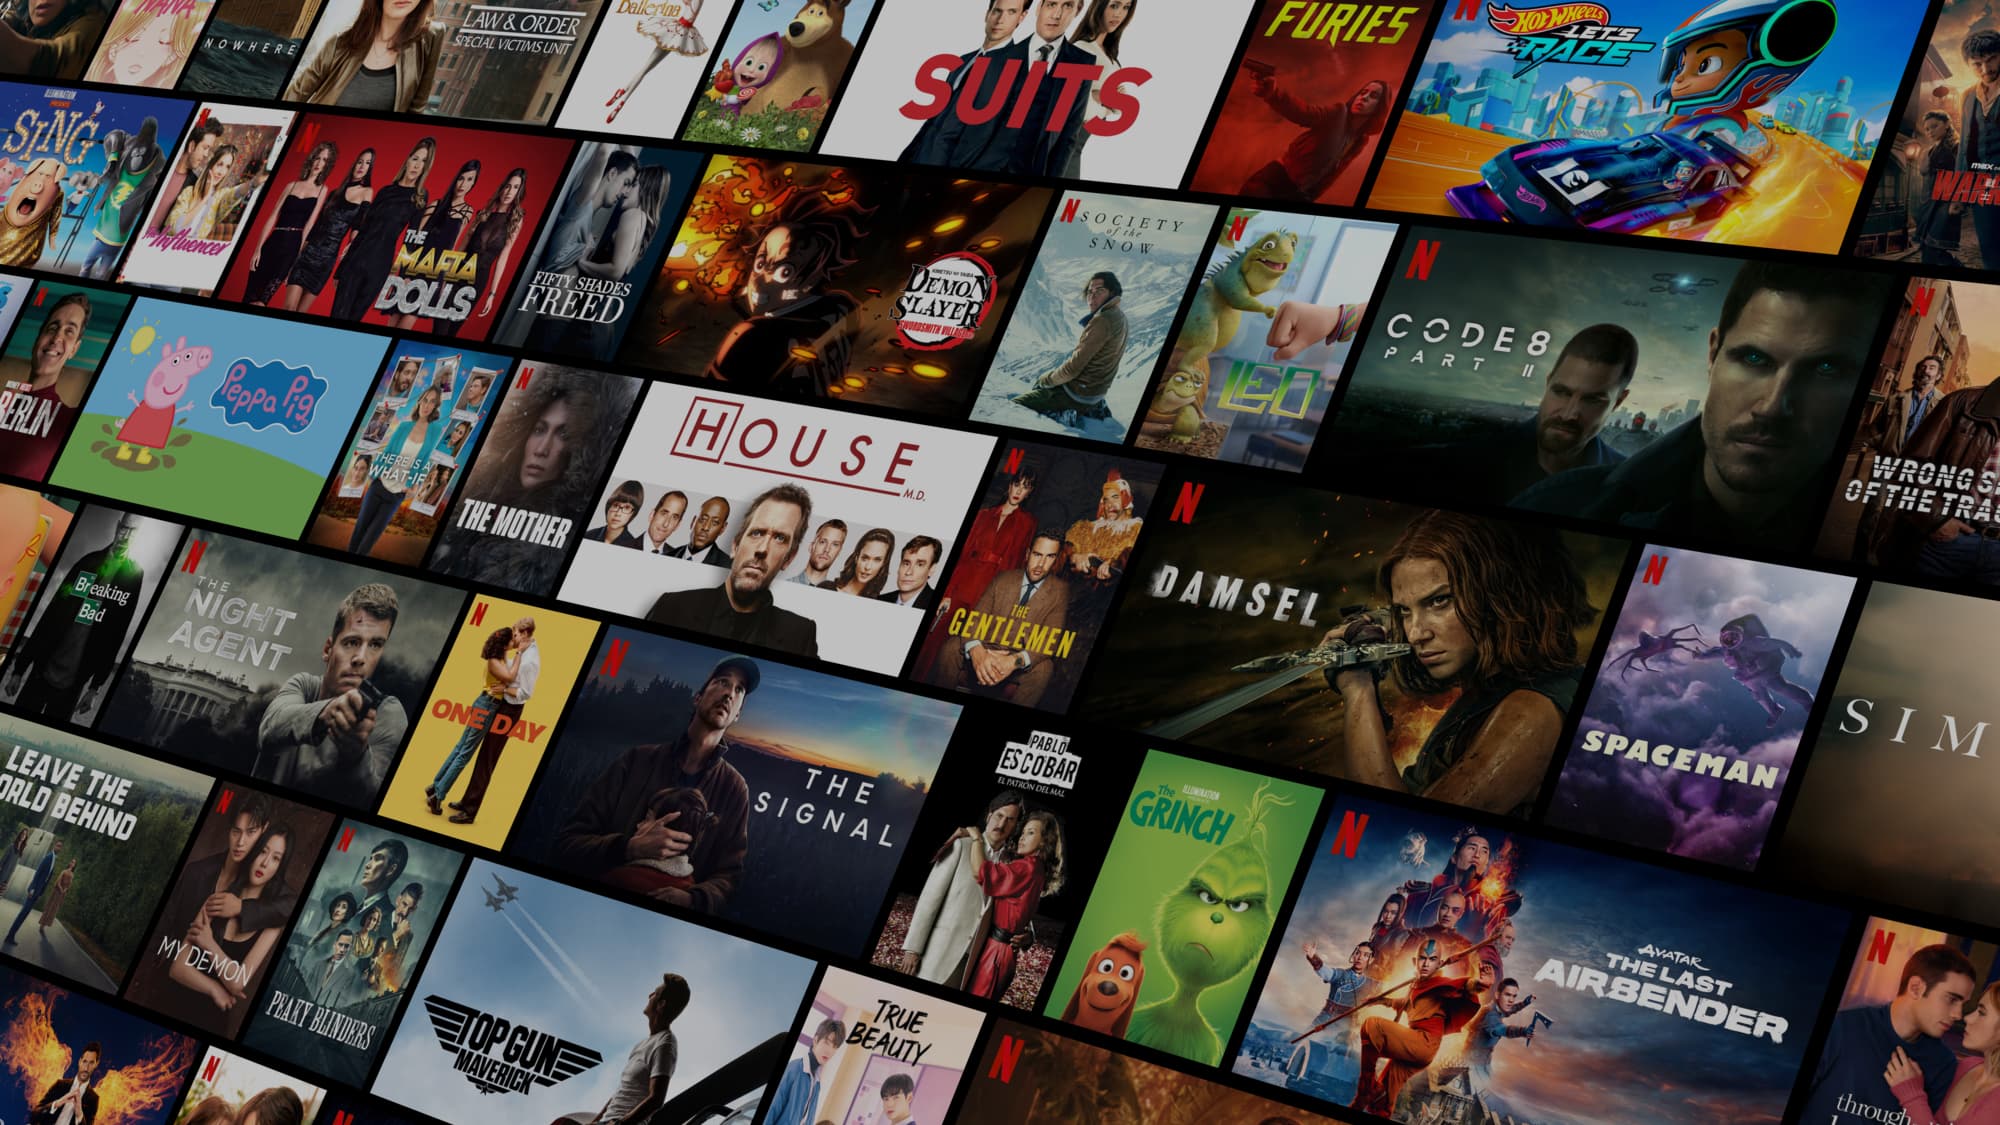 NANA
NOWHERE
LAW & ORDER
SPECIAL VICTIMS UNIT
Ballerina
SUITS
FURIES
HOT WHEELS
LET'S
RACE
ILLUMINATION
PRESENTS
SING
Influencer
THE
MAFIA
DOLLS
FIFTY SHADES
FREED
KIMETSU NO YAIBA
DEMON
SLAYER
SWORDSMITH VILLAGE
SOCIETY
of the
SNOW
LEO
CODE 8
PART II
BERLIN
Peppa Pig
THERE IS A
WHAT-IF
THE MOTHER
HOUSE
M.D.
THE
GENTLEMEN
DAMSEL
WRONG S
OF THE TRAC
Breaking
Bad
THE
NIGHT
AGENT
ONE DAY
THE
SIGNAL
PABLO
ESCOBAR
EL PATRÓN DEL MAL
ILLUMINATION
The
GRINCH
SPACEMAN
SIM
LEAVE THE
ORLD BEHIND
MY DEMON
PEAKY BLINDERS
TOP GUN
MAVERICK
TRUE
BEAUTY
AVATAR
THE LAST
AIRBENDER
through